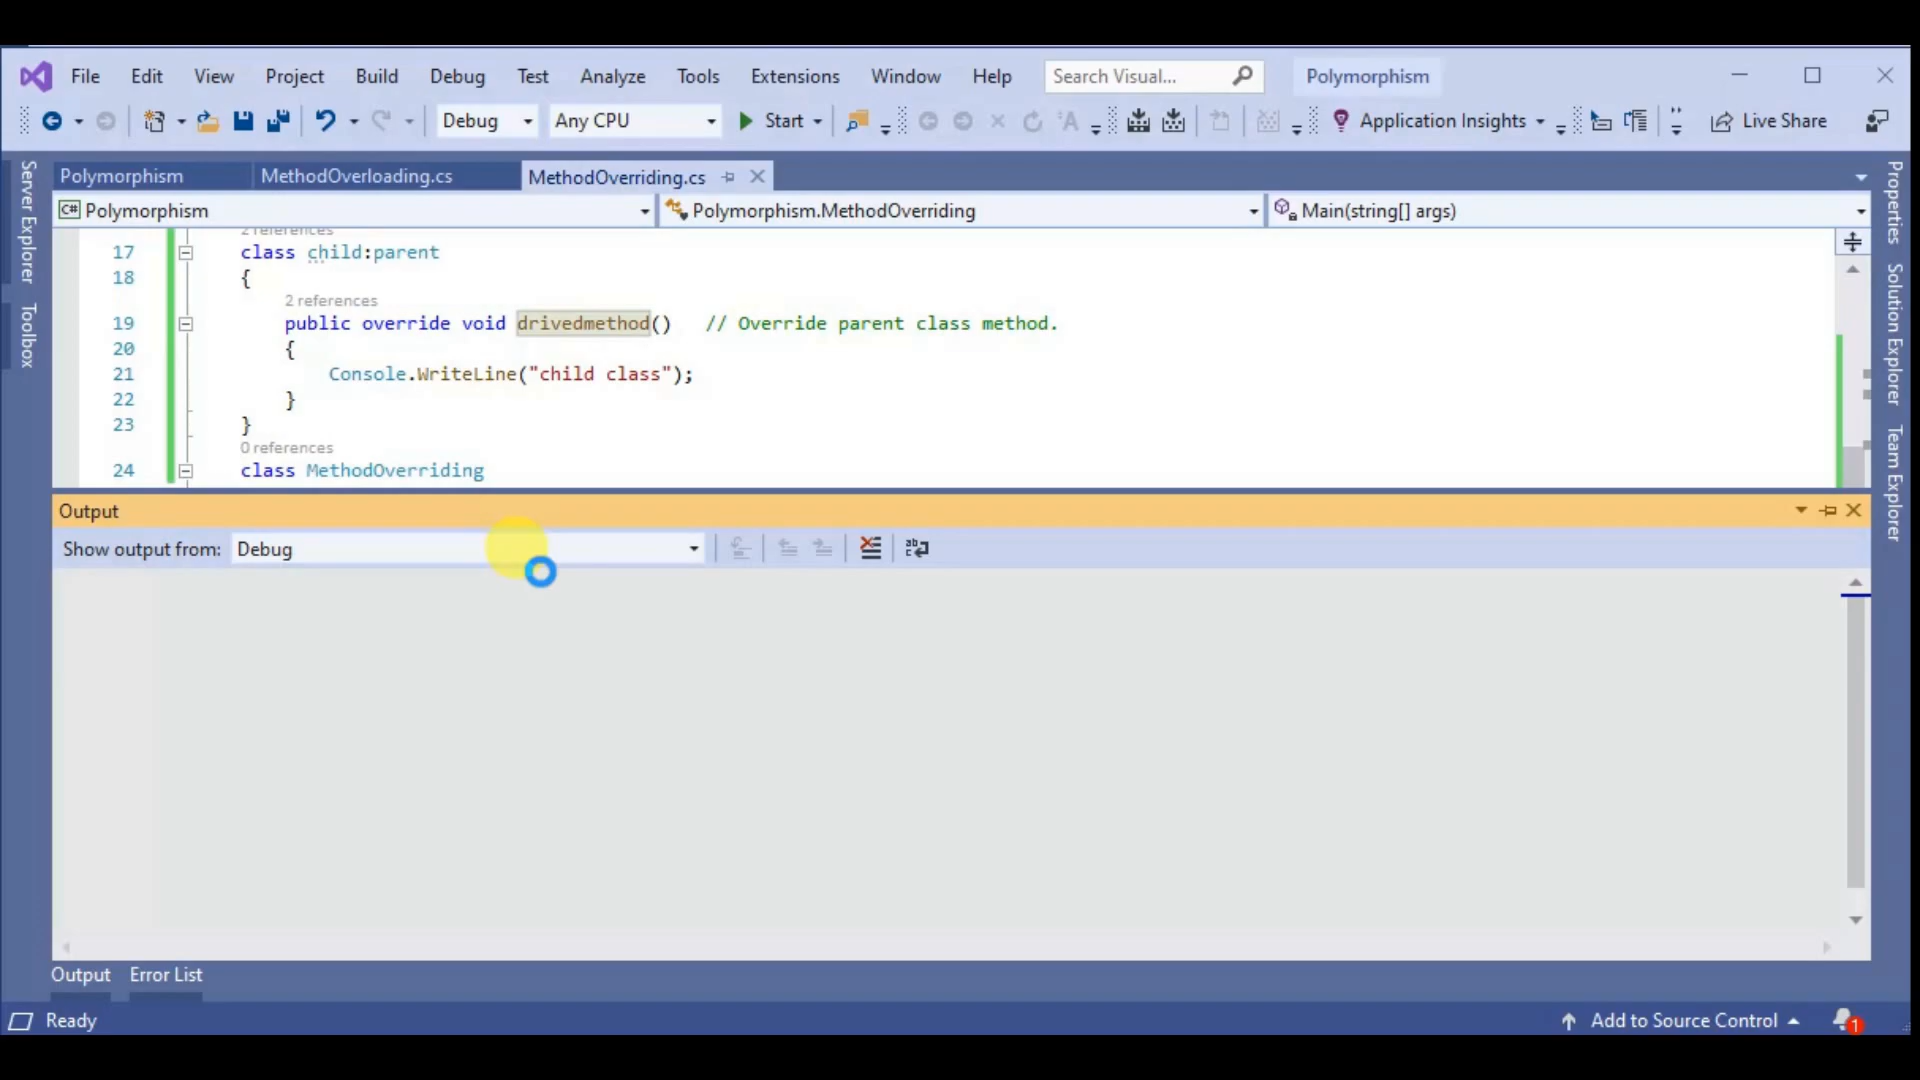 File Edit View Project Build Debug Test Analyze Tools Extensions Window Help Search Visual... Polymorphism
Debug Any CPU Start Application Insights Live Share
Server Explorer
Toolbox
Polymorphism MethodOverloading.cs MethodOverriding.cs
C# Polymorphism Polymorphism.MethodOverriding Main(string[] args)
2 references
17 class child:parent
18 {
2 references
19 public override void drivedmethod() // Override parent class method.
20 {
21 Console.WriteLine("child class");
22 }
23 }
0 references
24 class MethodOverriding
Properties
Solution Explorer
Team Explorer
Output
Show output from: Debug
Output Error List
Ready Add to Source Control 1